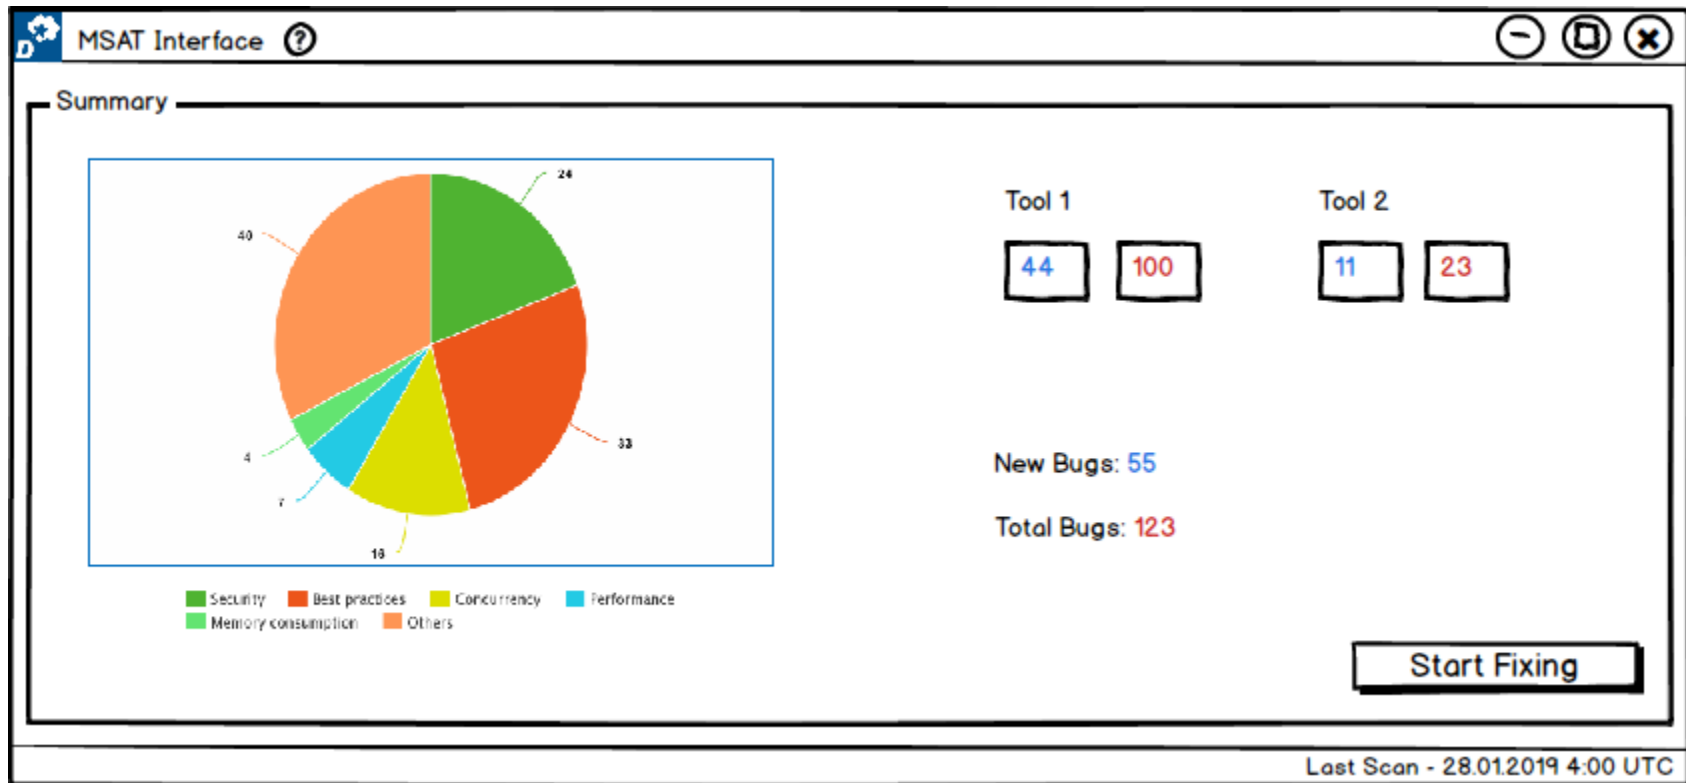 D
MSAT Interface ?
Summary
24
40
33
4
7
16
Security Best practices Concurrency Performance
Memory consumption Others
Tool 1 Tool 2
44 100 11 23
New Bugs: 55
Total Bugs: 123
Start Fixing
Last Scan - 28.01.2019 4:00 UTC